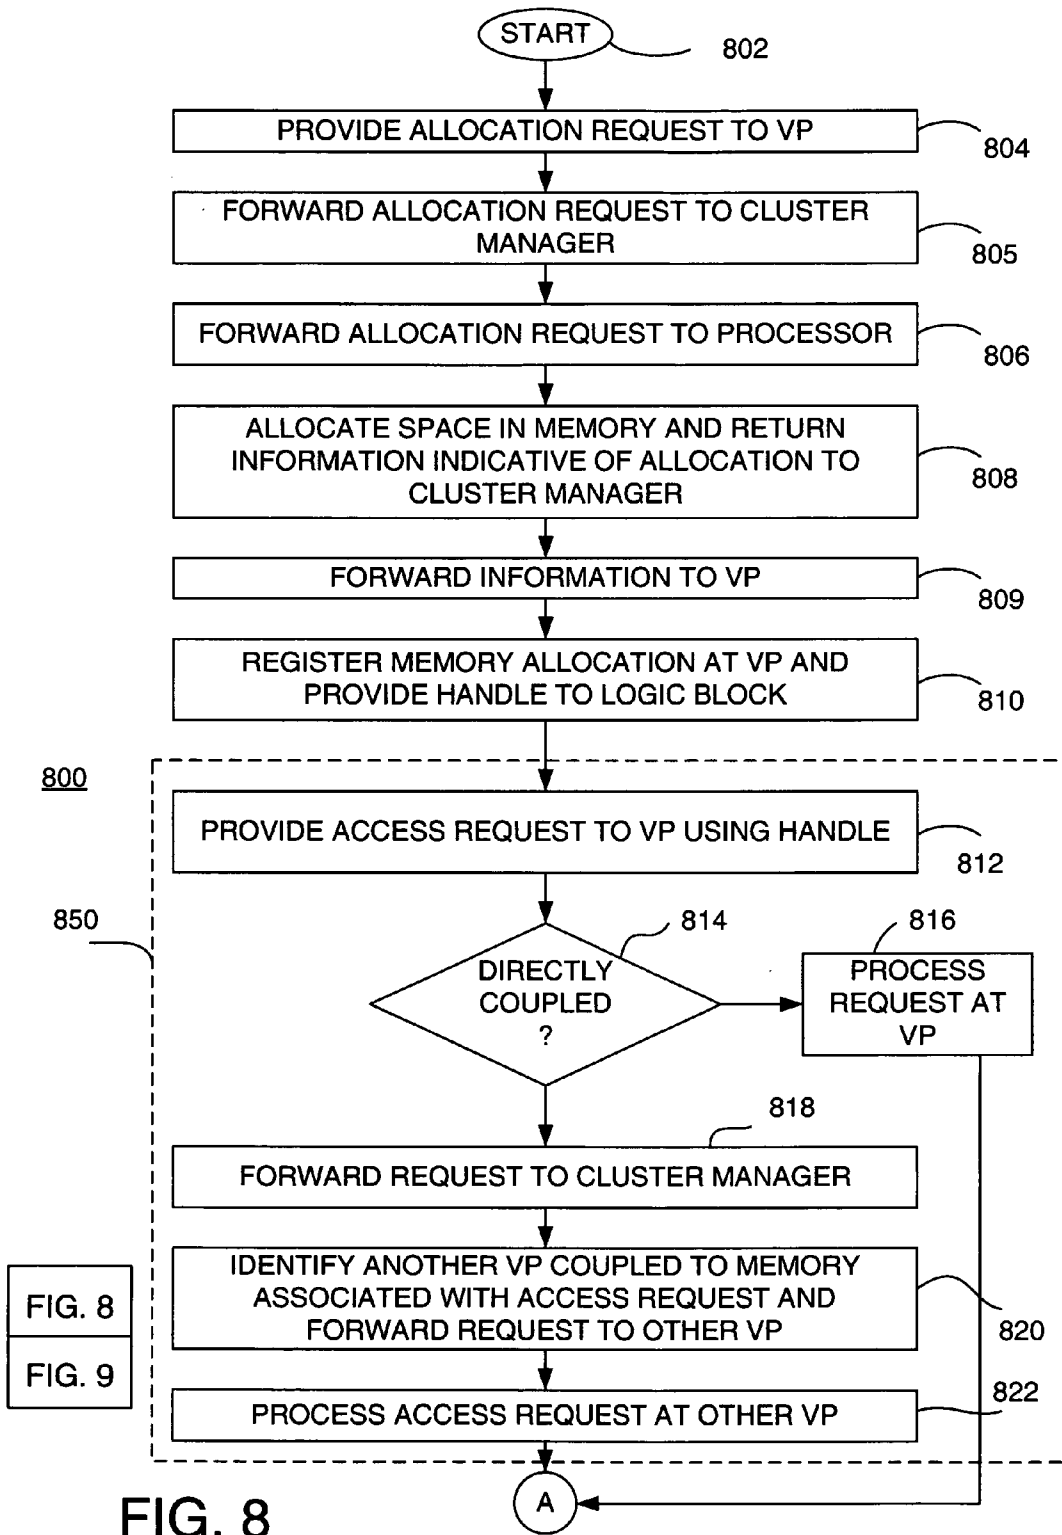 START
802
PROVIDE ALLOCATION REQUEST TO VP
804
FORWARD ALLOCATION REQUEST TO CLUSTER
MANAGER
805
FORWARD ALLOCATION REQUEST TO PROCESSOR
806
ALLOCATE SPACE IN MEMORY AND RETURN
INFORMATION INDICATIVE OF ALLOCATION TO
CLUSTER MANAGER
808
FORWARD INFORMATION TO VP
809
REGISTER MEMORY ALLOCATION AT VP AND
PROVIDE HANDLE TO LOGIC BLOCK
810
800
PROVIDE ACCESS REQUEST TO VP USING HANDLE
812
850
814
DIRECTLY
COUPLED
?
816
PROCESS
REQUEST AT
VP
818
FORWARD REQUEST TO CLUSTER MANAGER
IDENTIFY ANOTHER VP COUPLED TO MEMORY
ASSOCIATED WITH ACCESS REQUEST AND
FORWARD REQUEST TO OTHER VP
820
FIG. 8
FIG. 9
822
PROCESS ACCESS REQUEST AT OTHER VP
A
FIG. 8